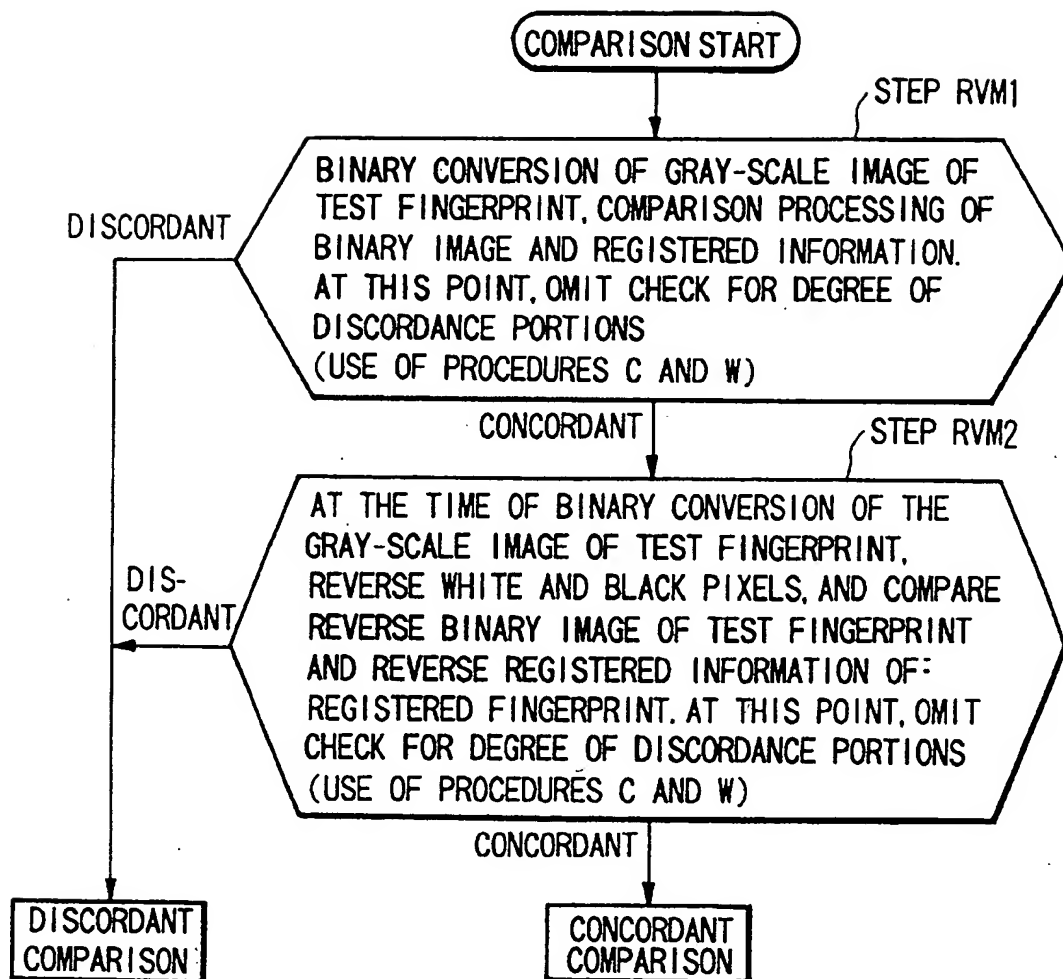 COMPARISON START
STEP RVM1
BINARY CONVERSION OF GRAY-SCALE IMAGE OF
TEST FINGERPRINT, COMPARISON PROCESSING OF
BINARY IMAGE AND REGISTERED INFORMATION.
AT THIS POINT, OMIT CHECK FOR DEGREE OF
DISCORDANCE PORTIONS
(USE OF PROCEDURES C AND W)
DISCORDANT
CONCORDANT
STEP RVM2
AT THE TIME OF BINARY CONVERSION OF THE
GRAY-SCALE IMAGE OF TEST FINGERPRINT,
REVERSE WHITE AND BLACK PIXELS, AND COMPARE
REVERSE BINARY IMAGE OF TEST FINGERPRINT
AND REVERSE REGISTERED INFORMATION OF
REGISTERED FINGERPRINT. AT THIS POINT, OMIT
CHECK FOR DEGREE OF DISCORDANCE PORTIONS
(USE OF PROCEDURES C AND W)
DIS-
CORDANT
CONCORDANT
DISCORDANT
COMPARISON
CONCORDANT
COMPARISON